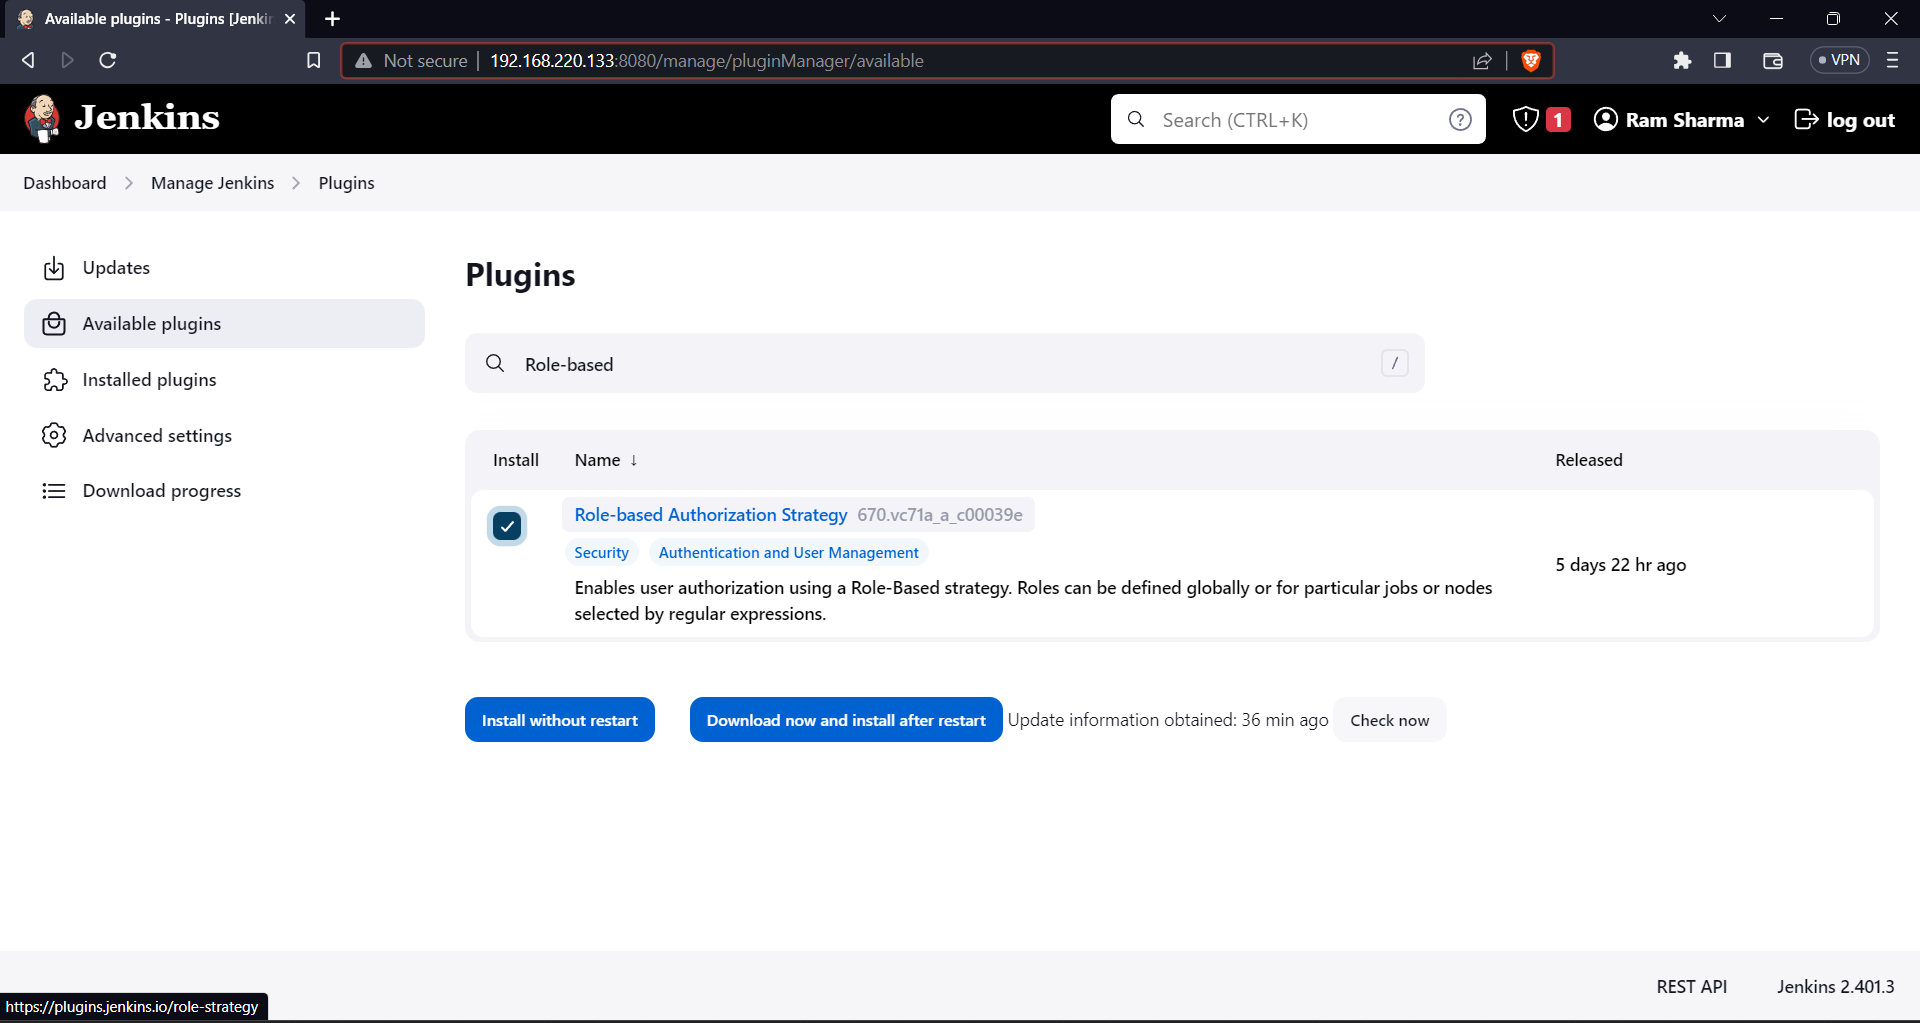 Available plugins - Plugins [Jenki
Not secure
192.168.220.133:8080/manage/pluginManager/available
VPN
Jenkins
Search (CTRL+K)
?
1
Ram Sharma
log out
Dashboard
Manage Jenkins
Plugins
Updates
Available plugins
Installed plugins
Advanced settings
Download progress
Plugins
Role-based
/
Install
Name ↓
Released
Role-based Authorization Strategy 670.vc71a_a_c00039e
Security
Authentication and User Management
Enables user authorization using a Role-Based strategy. Roles can be defined globally or for particular jobs or nodes
selected by regular expressions.
5 days 22 hr ago
Install without restart
Download now and install after restart
Update information obtained: 36 min ago
Check now
REST API
Jenkins 2.401.3
https://plugins.jenkins.io/role-strategy